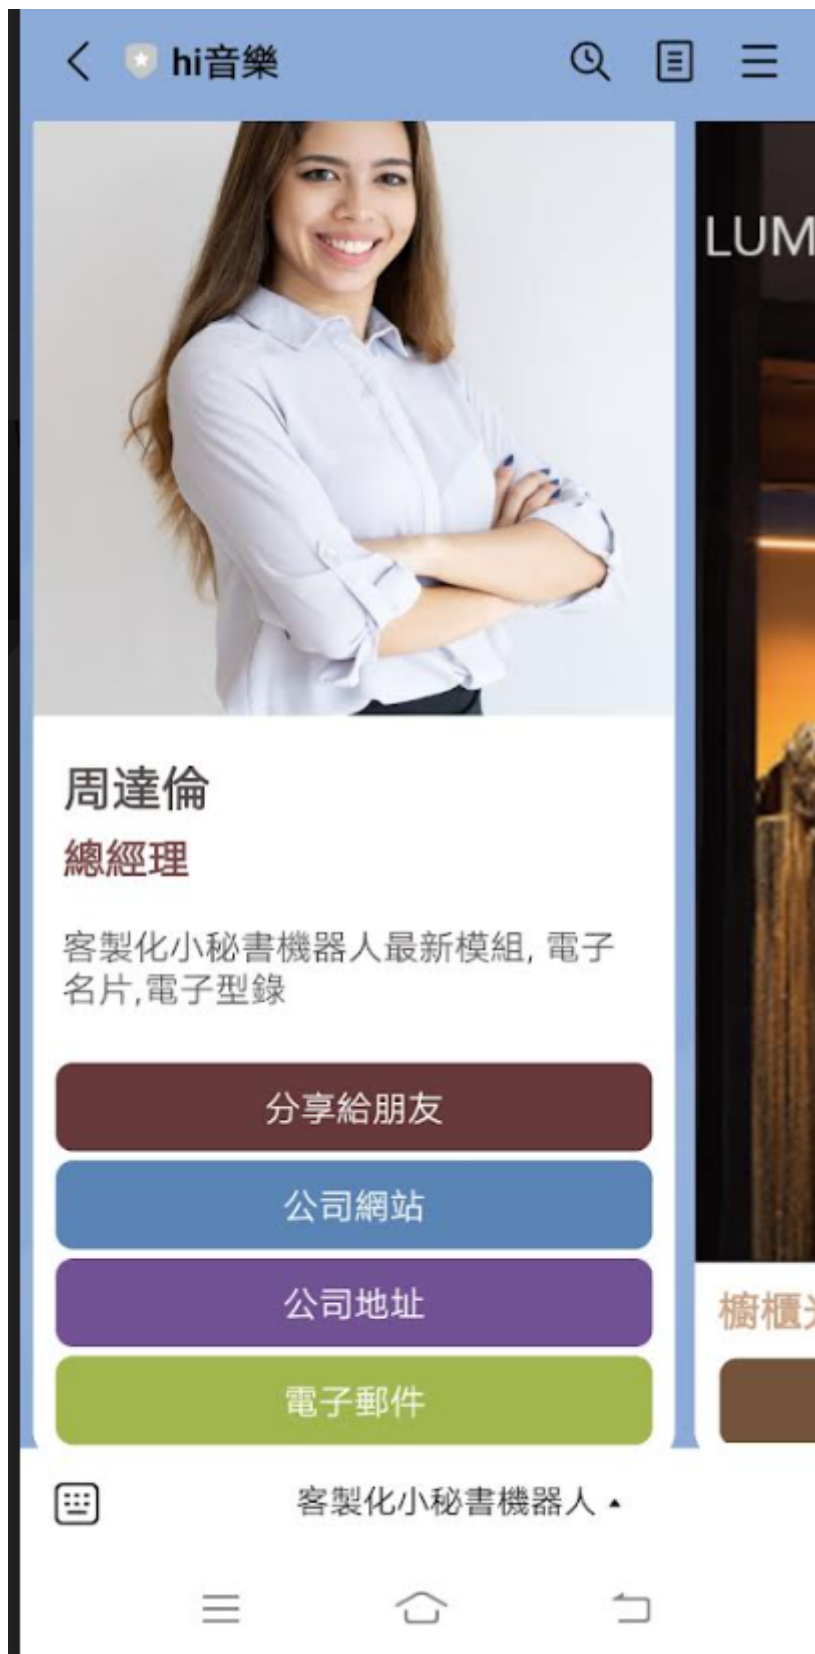 hi音樂
LUM
周達倫
總經理
客製化小秘書機器人最新模組, 電子
名片,電子型錄
分享給朋友
公司網站
公司地址
電子郵件
櫥櫃
客製化小秘書機器人